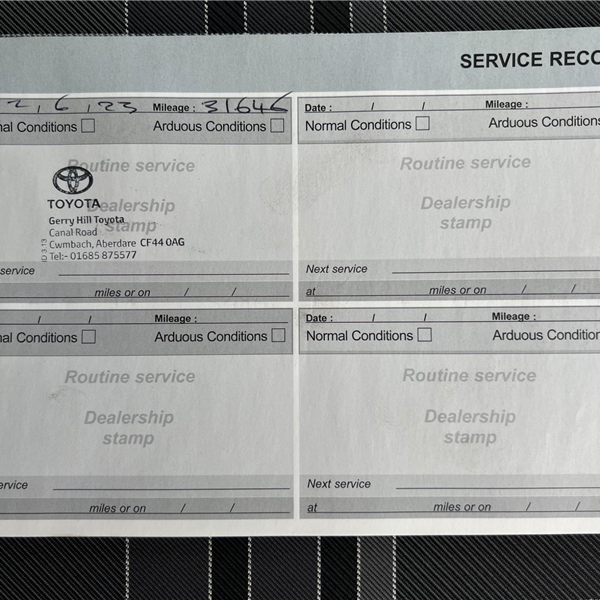 SERVICE RECO
2, 6, 23 Mileage : 31646
Date : / / Mileage :
al Conditions Arduous Conditions
Normal Conditions Arduous Conditions
Routine service
TOYOTA
Dealership
stamp
Gerry Hill Toyota
Canal Road
Cwmbach, Aberdare CF44 0AG
Tel:- 01685 875577
Routine service
Dealership
stamp
service
miles or on / /
Next service
at miles or on / /
/ / Mileage :
Date : / / Mileage :
al Conditions Arduous Conditions
Normal Conditions Arduous Condition
Routine service
Dealership
stamp
Routine service
Dealership
stamp
ervice
miles or on / /
Next service
at miles or on / /